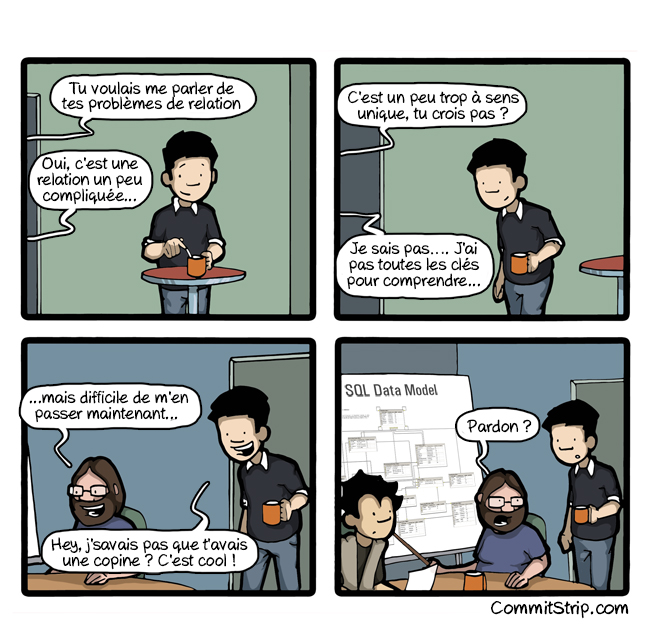 Tu voulais me parler de
tes problèmes de relation
Oui, c'est une
relation un peu
compliquée...
C'est un peu trop à sens
unique, tu crois pas ?
Je sais pas.... J'ai
pas toutes les clés
pour comprendre...
...mais difficile de m'en
passer maintenant...
Hey, j'savais pas que t'avais
une copine ? C'est cool !
SQL Data Model
Pardon ?
CommitStrip.com